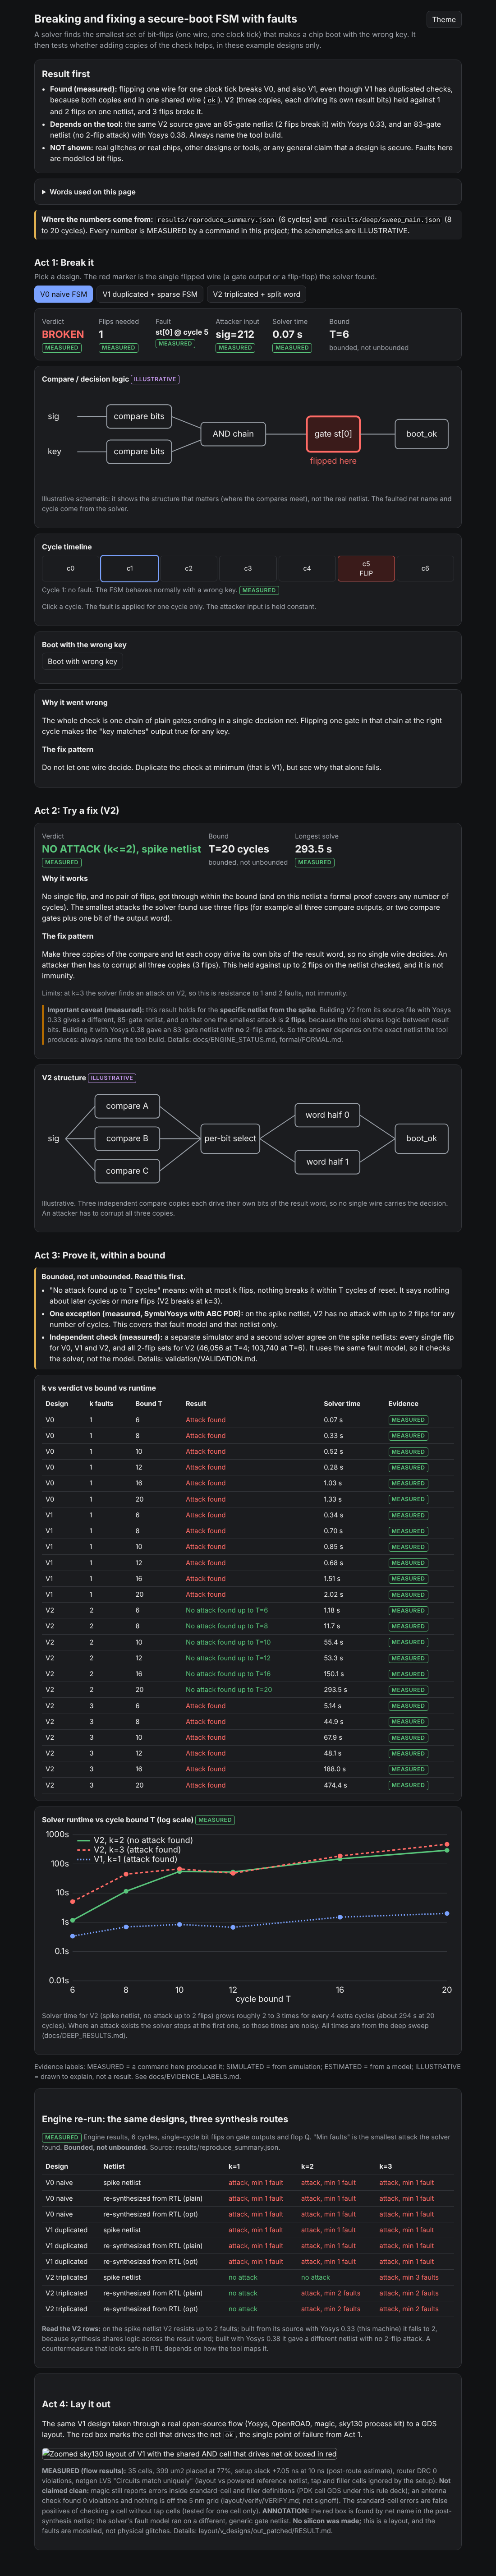 Breaking and fixing a secure-boot FSM with faults
Theme
A solver finds the smallest set of bit-flips (one wire, one clock tick) that makes a chip boot with the wrong key. It
then tests whether adding copies of the check helps, in these example designs only.
Result first
• Found (measured): flipping one wire for one clock tick breaks V0, and also V1, even though V1 has duplicated checks,
because both copies end in one shared wire ( ok ). V2 (three copies, each driving its own result bits) held against 1
and 2 flips on one netlist, and 3 flips broke it.
• Depends on the tool: the same V2 source gave an 85-gate netlist (2 flips break it) with Yosys 0.33, and an 83-gate
netlist (no 2-flip attack) with Yosys 0.38. Always name the tool build.
• NOT shown: real glitches or real chips, other designs or tools, or any general claim that a design is secure. Faults here
are modelled bit flips.
▶ Words used on this page
Where the numbers come from: results/reproduce_summary.json (6 cycles) and results/deep/sweep_main.json (8
to 20 cycles). Every number is MEASURED by a command in this project; the schematics are ILLUSTRATIVE.
Act 1: Break it
Pick a design. The red marker is the single flipped wire (a gate output or a flip-flop) the solver found.
V0 naive FSM
V1 duplicated + sparse FSM
V2 triplicated + split word
Verdict
BROKEN
MEASURED
Flips needed
1
MEASURED
Fault
st[0] @ cycle 5
MEASURED
Attacker input
sig=212
MEASURED
Solver time
0.07 s
MEASURED
Bound
T=6
bounded, not unbounded
Compare / decision logic ILLUSTRATIVE
sig
compare bits
key
compare bits
AND chain
gate st[0]
flipped here
boot_ok
Illustrative schematic: it shows the structure that matters (where the compares meet), not the real netlist. The faulted net name and
cycle come from the solver.
Cycle timeline
c0
c1
c2
c3
c4
c5
FLIP
c6
Cycle 1: no fault. The FSM behaves normally with a wrong key. MEASURED
Click a cycle. The fault is applied for one cycle only. The attacker input is held constant.
Boot with the wrong key
Boot with wrong key
Why it went wrong
The whole check is one chain of plain gates ending in a single decision net. Flipping one gate in that chain at the right
cycle makes the "key matches" output true for any key.
The fix pattern
Do not let one wire decide. Duplicate the check at minimum (that is V1), but see why that alone fails.
Act 2: Try a fix (V2)
Verdict
NO ATTACK (k<=2), spike netlist
MEASURED
Bound
T=20 cycles
bounded, not unbounded
Longest solve
293.5 s
MEASURED
Why it works
No single flip, and no pair of flips, got through within the bound (and on this netlist a formal proof covers any number of
cycles). The smallest attacks the solver found use three flips (for example all three compare outputs, or two compare
gates plus one bit of the output word).
The fix pattern
Make three copies of the compare and let each copy drive its own bits of the result word, so no single wire decides. An
attacker then has to corrupt all three copies (3 flips). This held against up to 2 flips on the netlist checked, and it is not
immunity.
Limits: at k=3 the solver finds an attack on V2, so this is resistance to 1 and 2 faults, not immunity.
Important caveat (measured): this result holds for the specific netlist from the spike. Building V2 from its source file with Yosys
0.33 gives a different, 85-gate netlist, and on that one the smallest attack is 2 flips, because the tool shares logic between result
bits. Building it with Yosys 0.38 gave an 83-gate netlist with no 2-flip attack. So the answer depends on the exact netlist the tool
produces: always name the tool build. Details: docs/ENGINE_STATUS.md, formal/FORMAL.md.
V2 structure ILLUSTRATIVE
sig
compare A
compare B
compare C
per-bit select
word half 0
word half 1
boot_ok
Illustrative. Three independent compare copies each drive their own bits of the result word, so no single wire carries the decision.
An attacker has to corrupt all three copies.
Act 3: Prove it, within a bound
Bounded, not unbounded. Read this first.
• "No attack found up to T cycles" means: with at most k flips, nothing breaks it within T cycles of reset. It says nothing
about later cycles or more flips (V2 breaks at k=3).
• One exception (measured, SymbiYosys with ABC PDR): on the spike netlist, V2 has no attack with up to 2 flips for any
number of cycles. This covers that fault model and that netlist only.
• Independent check (measured): a separate simulator and a second solver agree on the spike netlists: every single flip
for V0, V1 and V2, and all 2-flip sets for V2 (46,056 at T=4; 103,740 at T=6). It uses the same fault model, so it checks
the solver, not the model. Details: validation/VALIDATION.md.
k vs verdict vs bound vs runtime
Design k faults Bound T Result Solver time Evidence
V0 1 6 Attack found 0.07 s MEASURED
V0 1 8 Attack found 0.33 s MEASURED
V0 1 10 Attack found 0.52 s MEASURED
V0 1 12 Attack found 0.28 s MEASURED
V0 1 16 Attack found 1.03 s MEASURED
V0 1 20 Attack found 1.33 s MEASURED
V1 1 6 Attack found 0.34 s MEASURED
V1 1 8 Attack found 0.70 s MEASURED
V1 1 10 Attack found 0.85 s MEASURED
V1 1 12 Attack found 0.68 s MEASURED
V1 1 16 Attack found 1.51 s MEASURED
V1 1 20 Attack found 2.02 s MEASURED
V2 2 6 No attack found up to T=6 1.18 s MEASURED
V2 2 8 No attack found up to T=8 11.7 s MEASURED
V2 2 10 No attack found up to T=10 55.4 s MEASURED
V2 2 12 No attack found up to T=12 53.3 s MEASURED
V2 2 16 No attack found up to T=16 150.1 s MEASURED
V2 2 20 No attack found up to T=20 293.5 s MEASURED
V2 3 6 Attack found 5.14 s MEASURED
V2 3 8 Attack found 44.9 s MEASURED
V2 3 10 Attack found 67.9 s MEASURED
V2 3 12 Attack found 48.1 s MEASURED
V2 3 16 Attack found 188.0 s MEASURED
V2 3 20 Attack found 474.4 s MEASURED
Solver runtime vs cycle bound T (log scale) MEASURED
1000s
100s
10s
1s
0.1s
0.01s
V2, k=2 (no attack found)
V2, k=3 (attack found)
V1, k=1 (attack found)
6 8 10 12 16 20
cycle bound T
Solver time for V2 (spike netlist, no attack up to 2 flips) grows roughly 2 to 3 times for every 4 extra cycles (about 294 s at 20
cycles). Where an attack exists the solver stops at the first one, so those times are noisy. All times are from the deep sweep
(docs/DEEP_RESULTS.md).
Evidence labels: MEASURED = a command here produced it; SIMULATED = from simulation; ESTIMATED = from a model; ILLUSTRATIVE
= drawn to explain, not a result. See docs/EVIDENCE_LABELS.md.
Engine re-run: the same designs, three synthesis routes
MEASURED Engine results, 6 cycles, single-cycle bit flips on gate outputs and flop Q. "Min faults" is the smallest attack the solver
found. Bounded, not unbounded. Source: results/reproduce_summary.json.
Design Netlist k=1 k=2 k=3
V0 naive spike netlist attack, min 1 fault attack, min 1 fault attack, min 1 fault
V0 naive re-synthesized from RTL (plain) attack, min 1 fault attack, min 1 fault attack, min 1 fault
V0 naive re-synthesized from RTL (opt) attack, min 1 fault attack, min 1 fault attack, min 1 fault
V1 duplicated spike netlist attack, min 1 fault attack, min 1 fault attack, min 1 fault
V1 duplicated re-synthesized from RTL (plain) attack, min 1 fault attack, min 1 fault attack, min 1 fault
V1 duplicated re-synthesized from RTL (opt) attack, min 1 fault attack, min 1 fault attack, min 1 fault
V2 triplicated spike netlist no attack no attack attack, min 3 faults
V2 triplicated re-synthesized from RTL (plain) no attack attack, min 2 faults attack, min 2 faults
V2 triplicated re-synthesized from RTL (opt) no attack attack, min 2 faults attack, min 2 faults
Read the V2 rows: on the spike netlist V2 resists up to 2 faults; built from its source with Yosys 0.33 (this machine) it falls to 2,
because synthesis shares logic across the result word; built with Yosys 0.38 it gave a different netlist with no 2-flip attack. A
countermeasure that looks safe in RTL depends on how the tool maps it.
Act 4: Lay it out
The same V1 design taken through a real open-source flow (Yosys, OpenROAD, magic, sky130 process kit) to a GDS
layout. The red box marks the cell that drives the net ok , the single point of failure from Act 1.
Zoomed sky130 layout of V1 with the shared AND cell that drives net ok boxed in red
MEASURED (flow results): 35 cells, 399 um2 placed at 77%, setup slack +7.05 ns at 10 ns (post-route estimate), router DRC 0
violations, netgen LVS "Circuits match uniquely" (layout vs powered reference netlist, tap and filler cells ignored by the setup). Not
claimed clean: magic still reports errors inside standard-cell and filler geometry (PDK cell GDS under this rule deck); an antenna
check found 0 violations and nothing is off the 5 nm grid (layout/verify/VERIFY.md; not signoff). The standard-cell errors are false
positives of checking a cell without tap cells (tested for one cell only). ANNOTATION: the red box is found by net name in the post-
synthesis netlist; the solver's fault model ran on a different, generic gate netlist. No silicon was made; this is a layout, and the
faults are modelled, not physical glitches. Details: layout/v_designs/out_patched/RESULT.md.